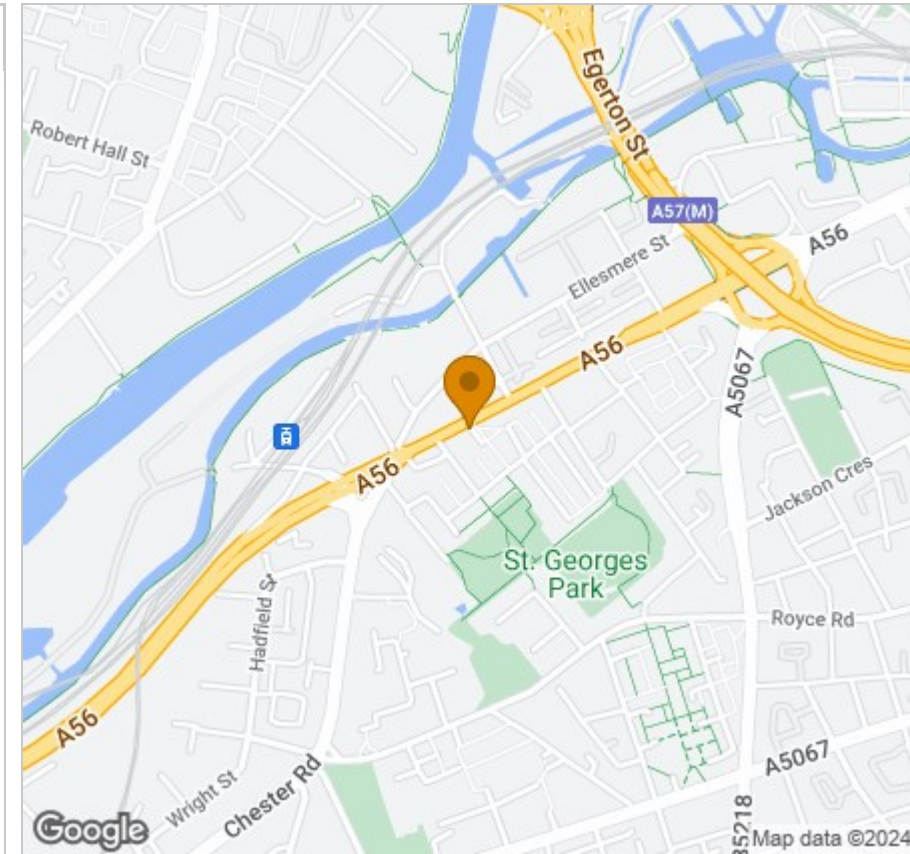 Egerton St
Robert Hall St
A57(M)
A56
Ellesmere St
A56
A5067
A56
Jackson Cres
St. Georges
Park
Hadfield St
Royce Rd
A56
Wright St
Chester Rd
A5067
B5218
Google
Map data ©2024